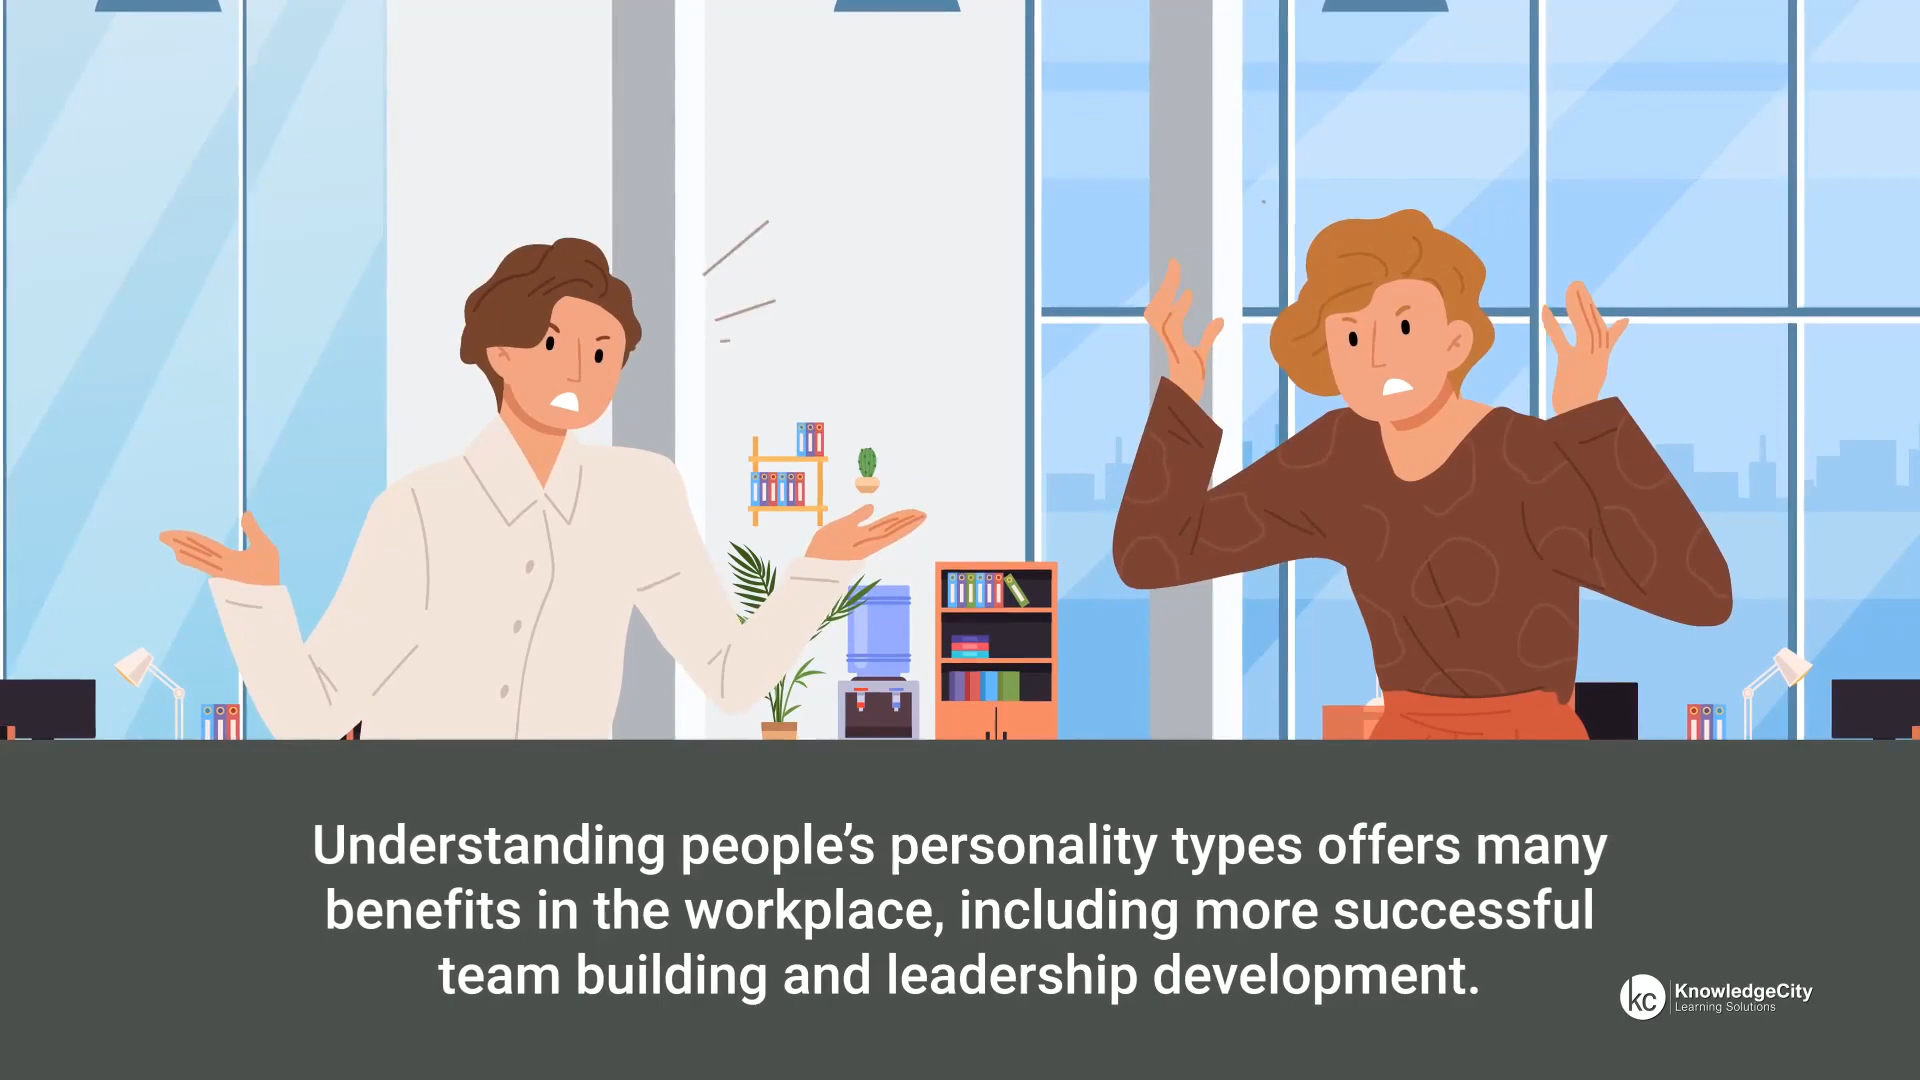 Understanding people’s personality types offers many
benefits in the workplace, including more successful
team building and leadership development.
kc KnowledgeCity
Learning Solutions